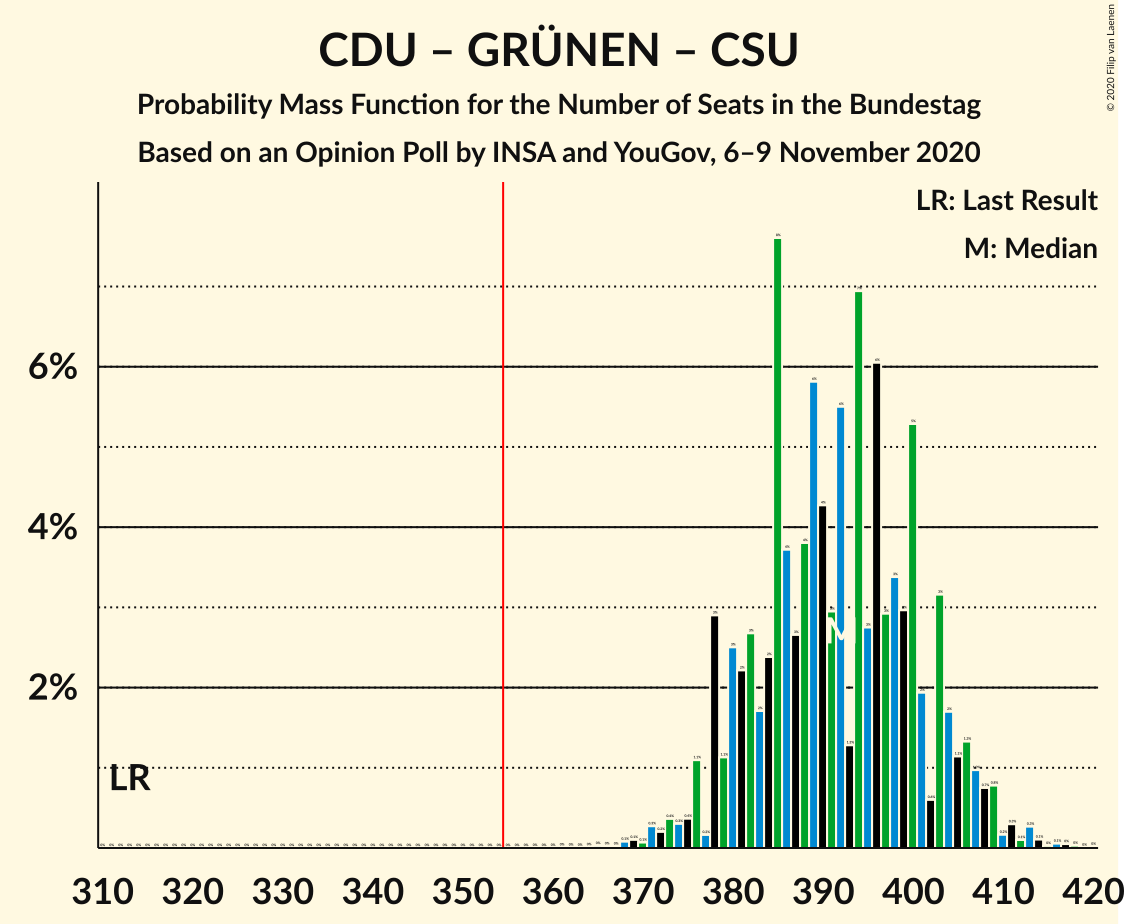 CDU – GRÜNEN – CSU
Probability Mass Function for the Number of Seats in the Bundestag
Based on an Opinion Poll by INSA and YouGov, 6–9 November 2020
© 2020 Filip van Laenen
LR: Last Result
M: Median
6%
4%
2%
LR
M
310 320 330 340 350 360 370 380 390 400 410 420